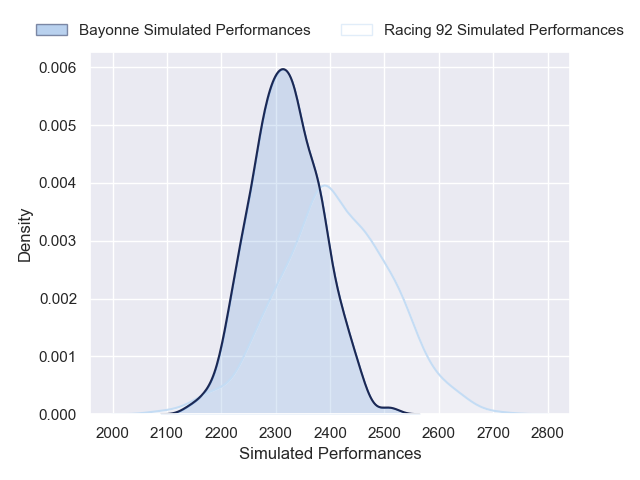 Bayonne Simulated Performances
Racing 92 Simulated Performances
0.006
0.005
0.004
0.003
0.002
0.001
0.000
Density
2000 2100 2200 2300 2400 2500 2600 2700 2800
Simulated Performances